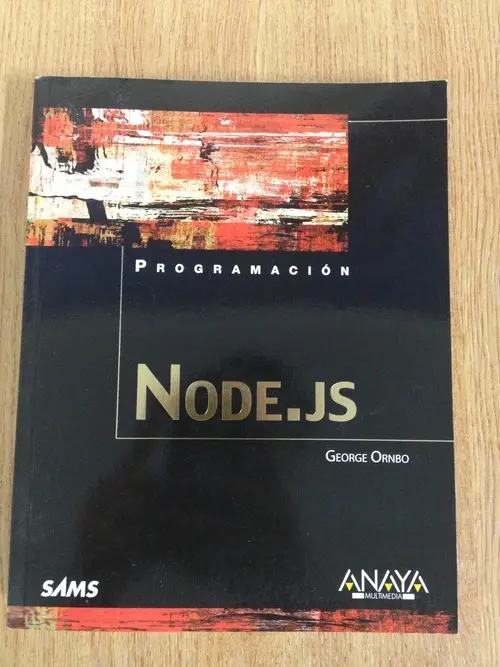 PROGRAMACIÓN
NODE.JS
GEORGE ORNBO
SAMS
ANAYA
MULTIMEDIA